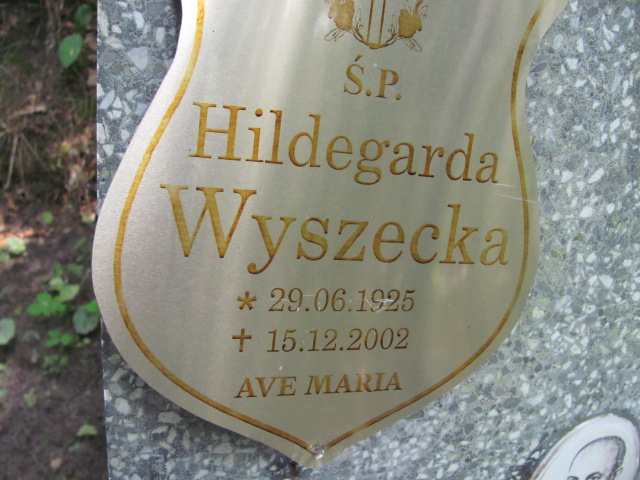 Ś.P.
Hildegarda
Wyszecka
* 29.06.1925
✝ 15.12.2002
AVE MARIA